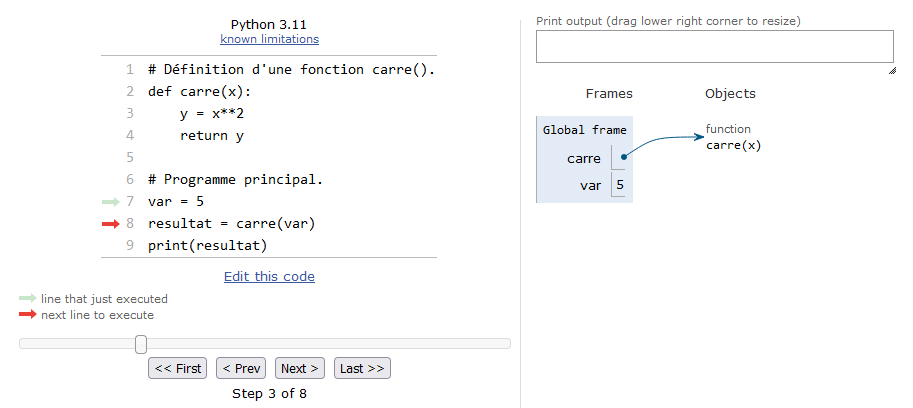 Python 3.11
known limitations
1 # Définition d'une fonction carre().
2 def carre(x):
3     y = x**2
4     return y
5
6 # Programme principal.
7 var = 5
8 resultat = carre(var)
9 print(resultat)
Edit this code
line that just executed
next line to execute
<< First < Prev Next > Last >>
Step 3 of 8
Print output (drag lower right corner to resize)
Frames Objects
Global frame
carre
var 5
function
carre(x)